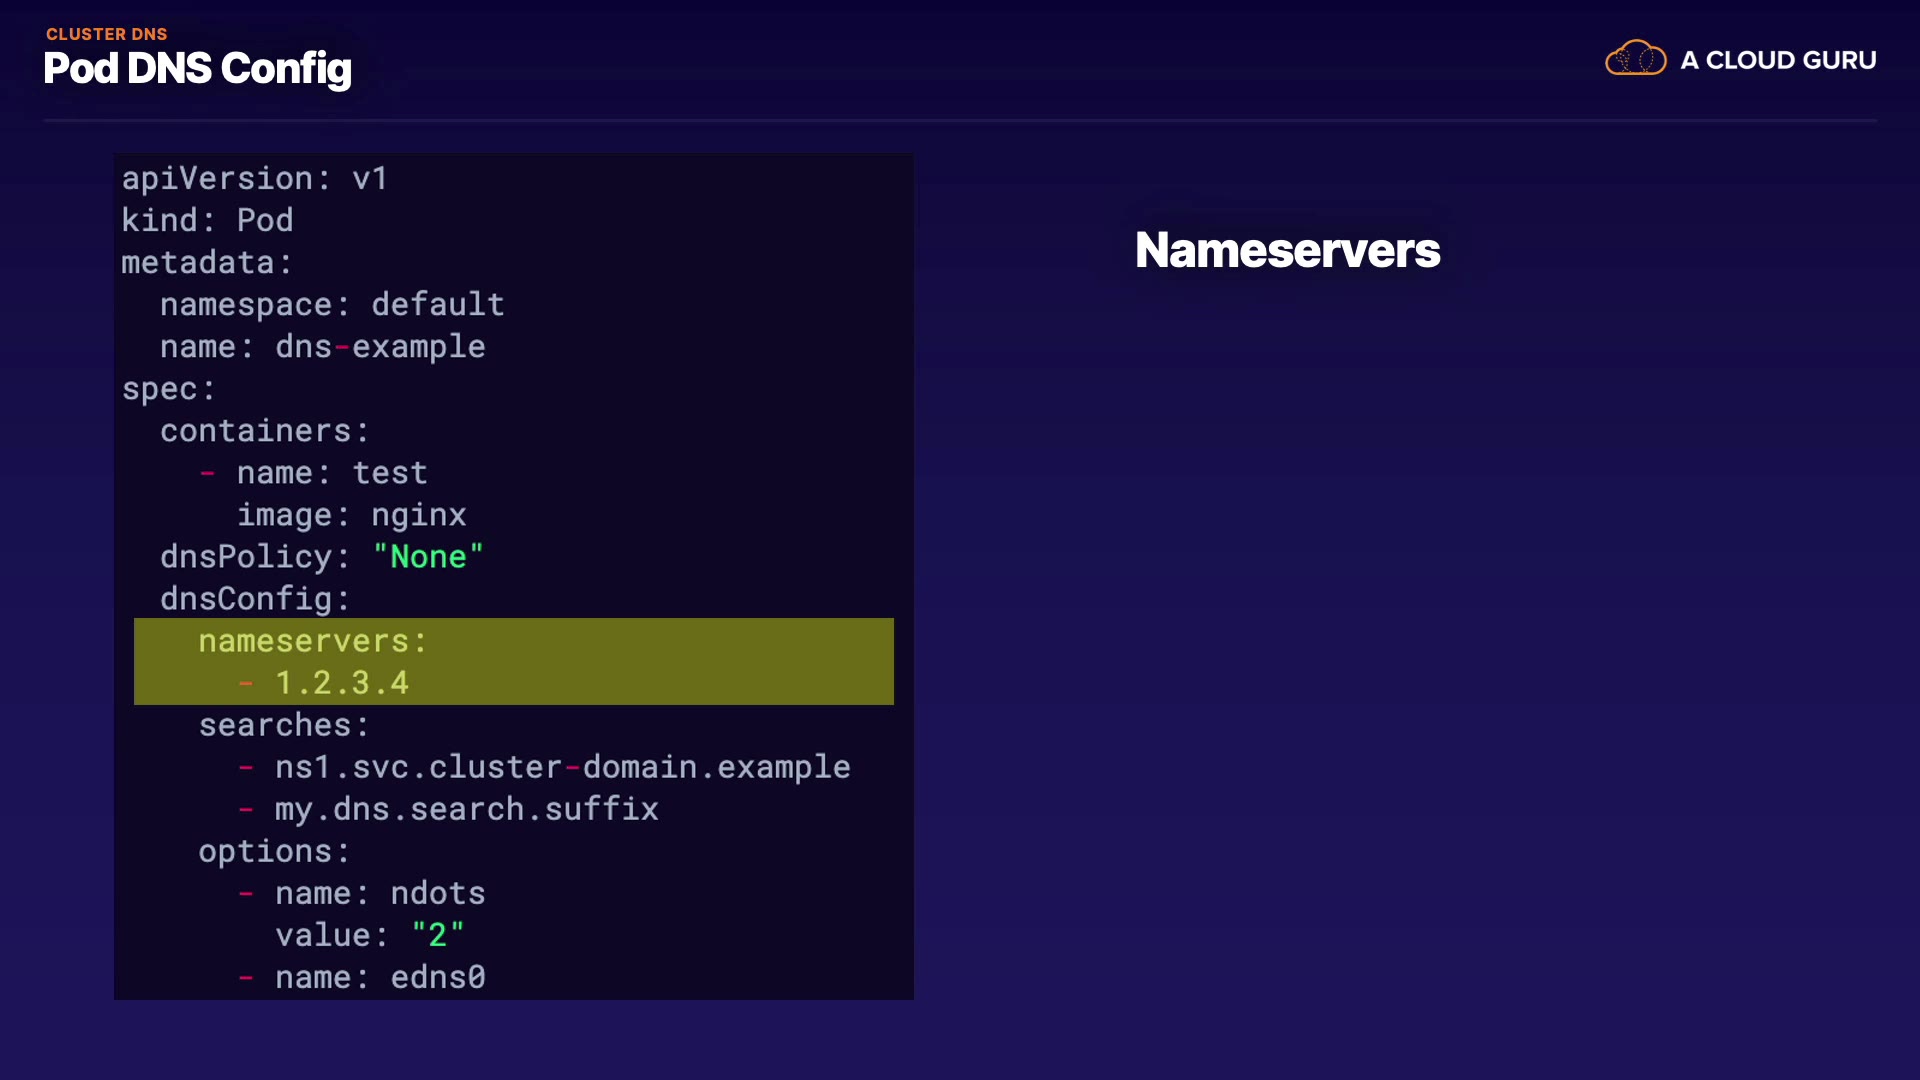 CLUSTER DNS
Pod DNS Config
A CLOUD GURU
apiVersion: v1
kind: Pod
metadata:
  namespace: default
  name: dns-example
spec:
  containers:
    - name: test
      image: nginx
  dnsPolicy: "None"
  dnsConfig:
    nameservers:
      - 1.2.3.4
    searches:
      - ns1.svc.cluster-domain.example
      - my.dns.search.suffix
    options:
      - name: ndots
        value: "2"
      - name: edns0
Nameservers